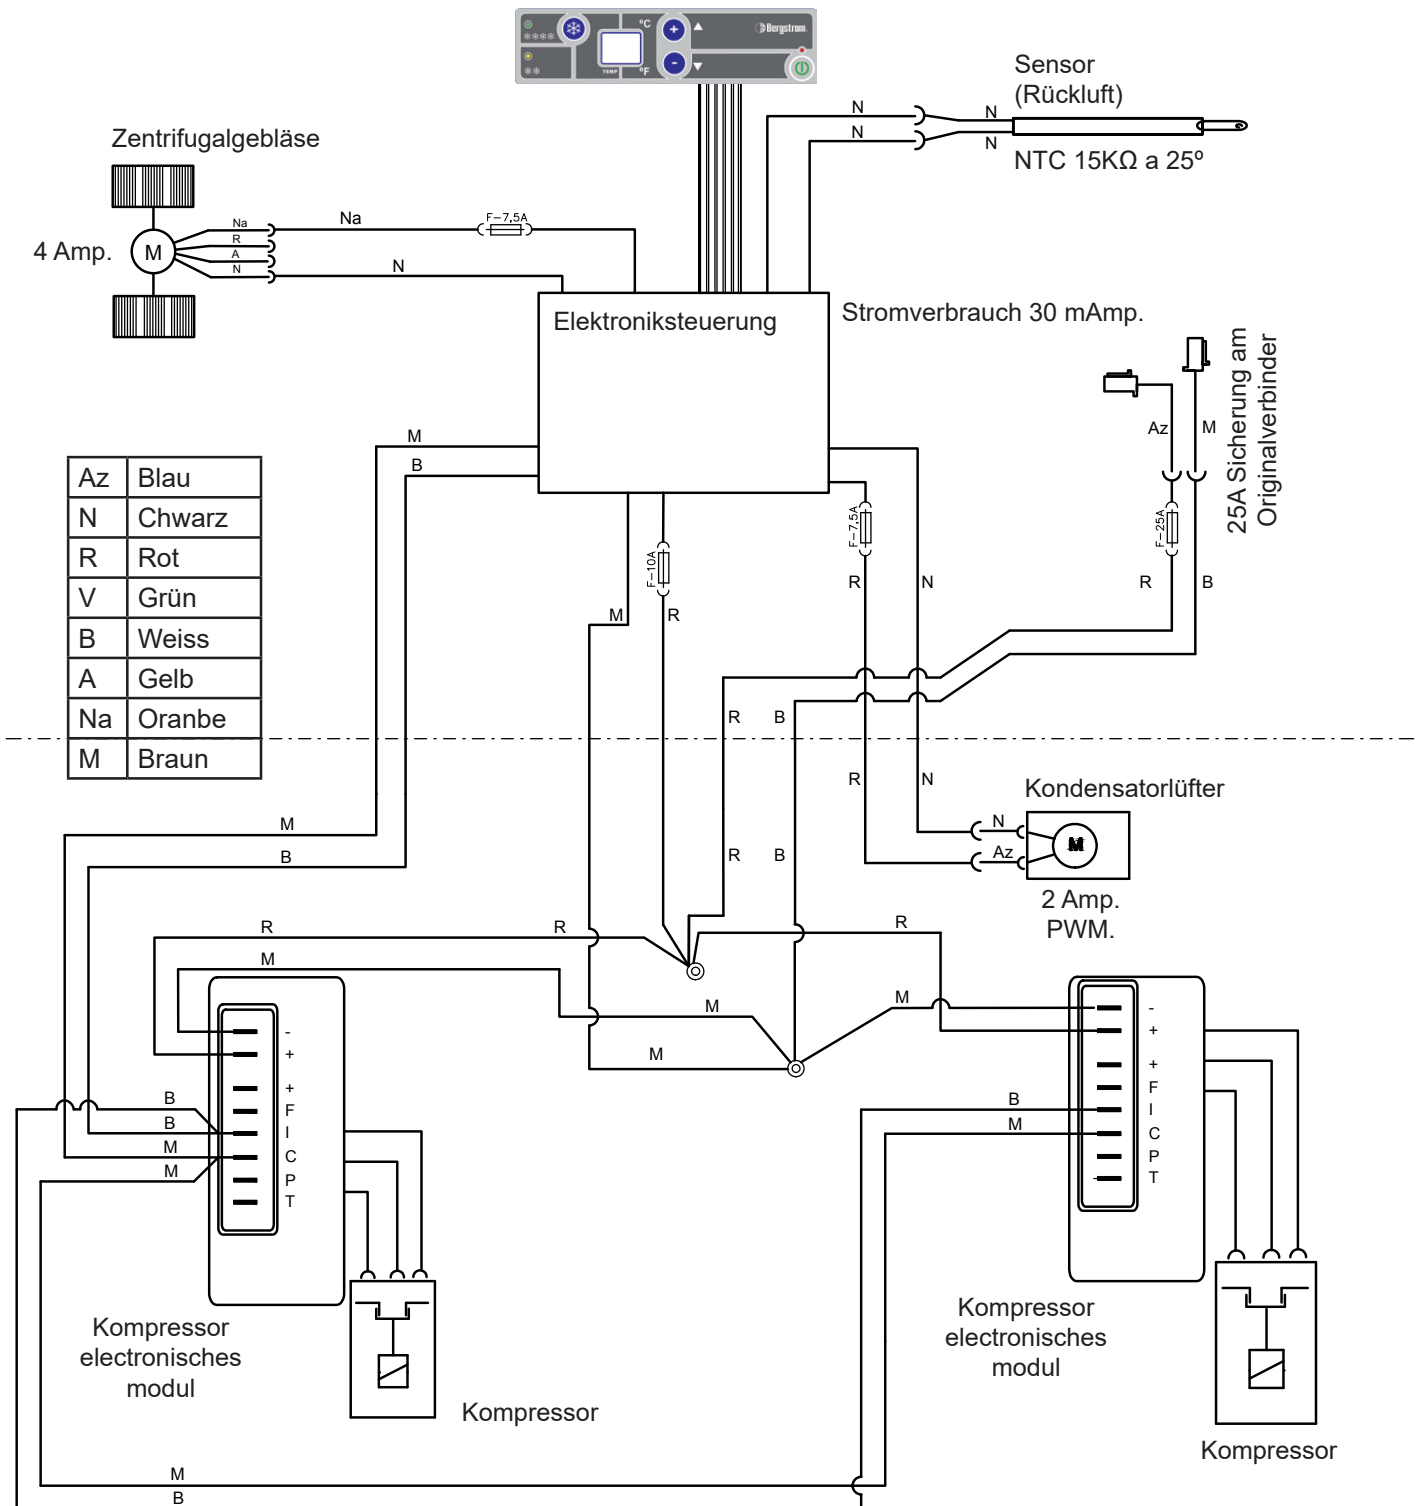 °C
Bergstrom
TEMP
°F
Sensor
(Rückluft)
N
N
N
N
NTC 15KΩ a 25º
Zentrifugalgebläse
Na
Na
F-7,5A
R
A
N
N
4 Amp.
M
Elektroniksteuerung
Stromverbrauch 30 mAmp.
25A Sicherung am
Originalverbinder
Az
M
F-25A
R
B
M
B
F-7,5A
R
N
F-10A
M
R
Az Blau
N Chwarz
R Rot
V Grün
B Weiss
A Gelb
Na Oranbe
M Braun
R
B
R
N
Kondensatorlüfter
N
Az
M
2 Amp.
PWM.
M
B
R
B
R
R
R
M
M
M
M
-
+
+
F
I
C
P
T
B
B
M
M
-
+
+
F
I
C
P
T
B
M
Kompressor
electronisches
modul
Kompressor
Kompressor
electronisches
modul
Kompressor
M
B